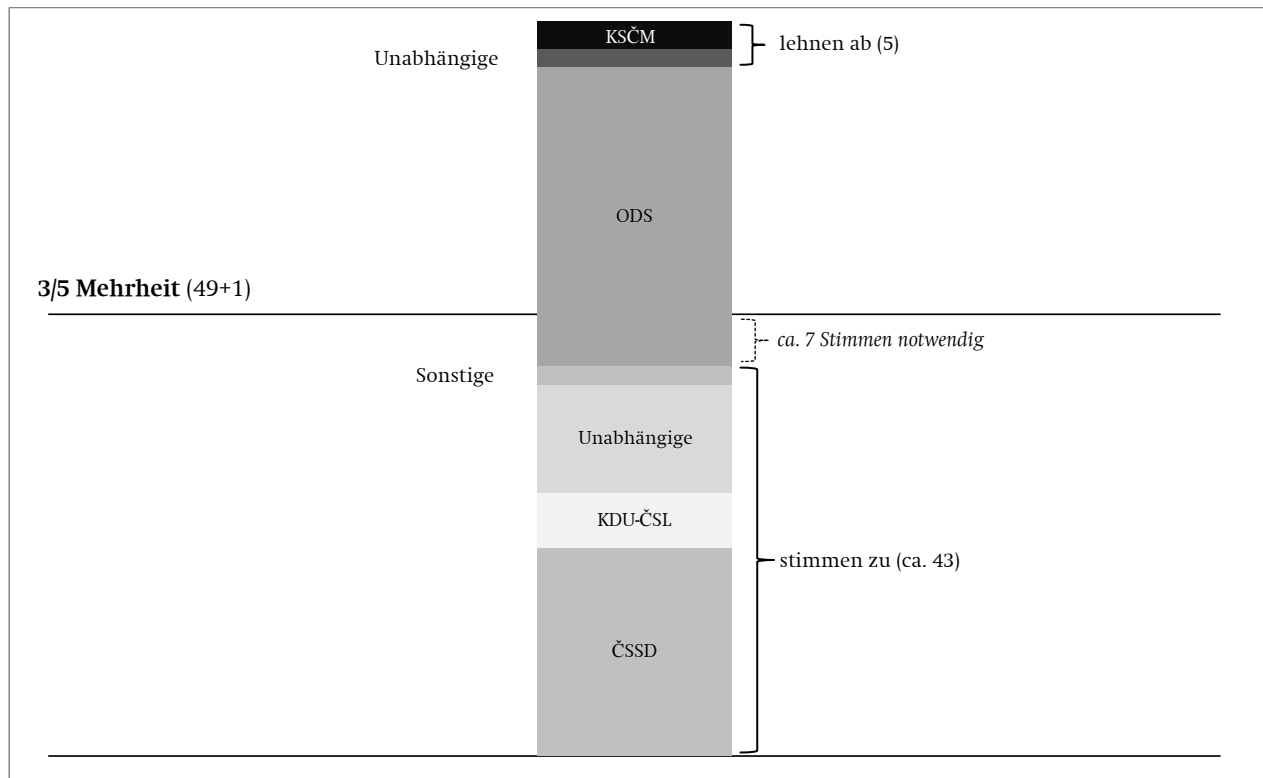 KSČM
lehnen ab (5)
Unabhängige
ODS
3/5 Mehrheit (49+1)
ca. 7 Stimmen notwendig
Sonstige
Unabhängige
KDU-ČSL
stimmen zu (ca. 43)
ČSSD